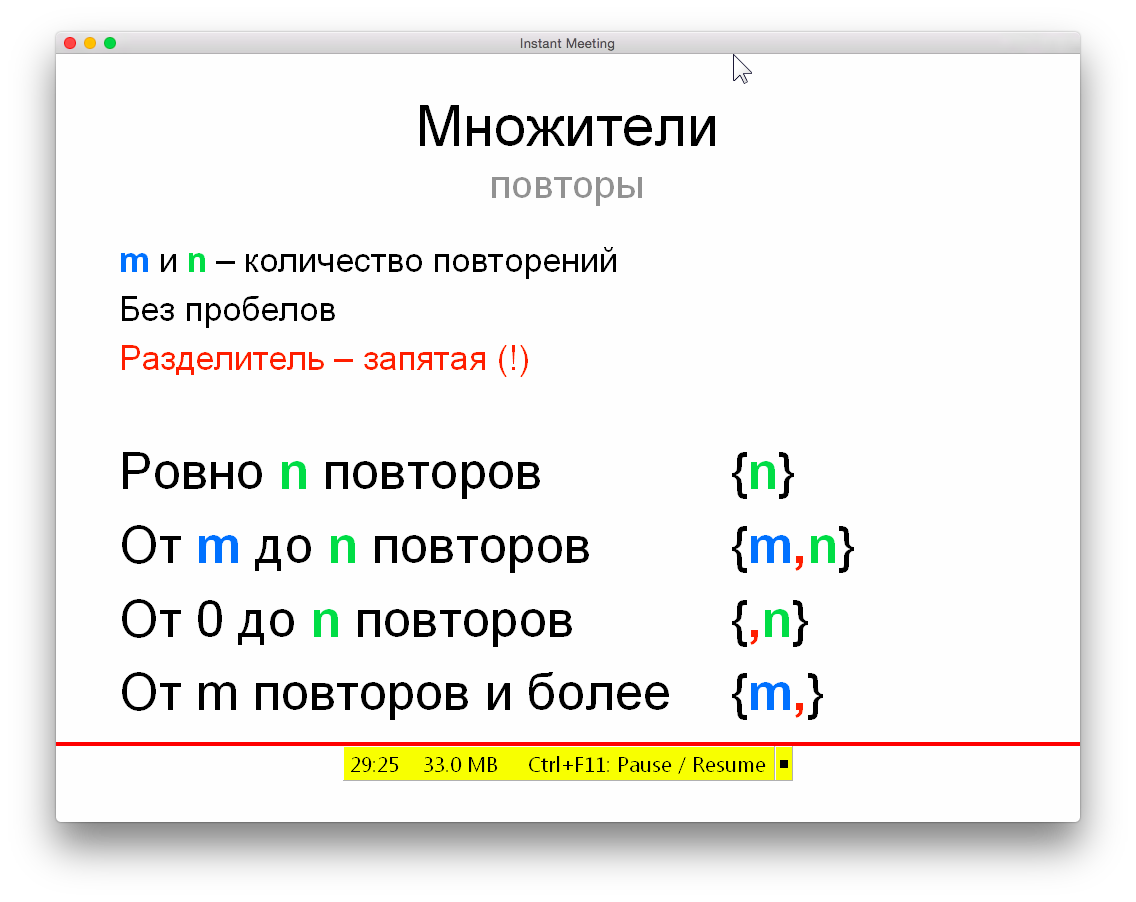 Instant Meeting
Множители
повторы
m и n – количество повторений
Без пробелов
Разделитель – запятая (!)
Ровно n повторов {n}
От m до n повторов {m,n}
От 0 до n повторов {,n}
От m повторов и более {m,}
29:25 33.0 MB Ctrl+F11: Pause / Resume